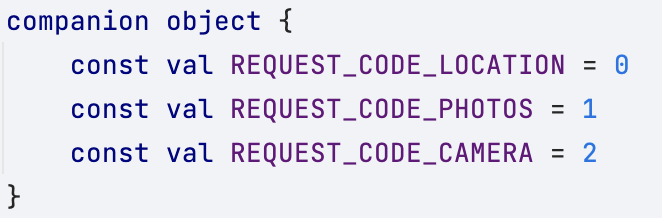 companion object {
    const val REQUEST_CODE_LOCATION = 0
    const val REQUEST_CODE_PHOTOS = 1
    const val REQUEST_CODE_CAMERA = 2
}